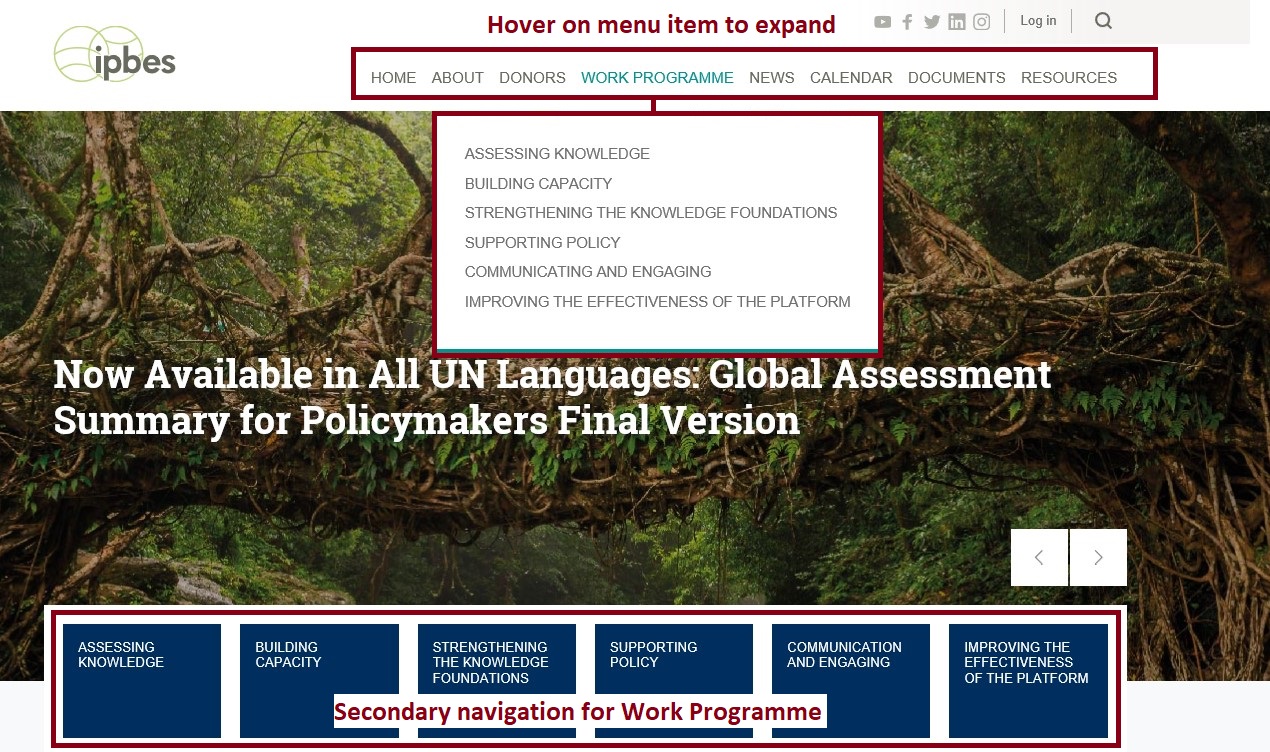 Hover on menu item to expand
Log in
ipbes
HOME ABOUT DONORS WORK PROGRAMME NEWS CALENDAR DOCUMENTS RESOURCES
ASSESSING KNOWLEDGE
BUILDING CAPACITY
STRENGTHENING THE KNOWLEDGE FOUNDATIONS
SUPPORTING POLICY
COMMUNICATING AND ENGAGING
IMPROVING THE EFFECTIVENESS OF THE PLATFORM
Now Available in All UN Languages: Global Assessment
Summary for Policymakers Final Version
ASSESSING
KNOWLEDGE
BUILDING
CAPACITY
STRENGTHENING
THE KNOWLEDGE
FOUNDATIONS
SUPPORTING
POLICY
COMMUNICATION
AND ENGAGING
IMPROVING THE
EFFECTIVENESS
OF THE PLATFORM
Secondary navigation for Work Programme